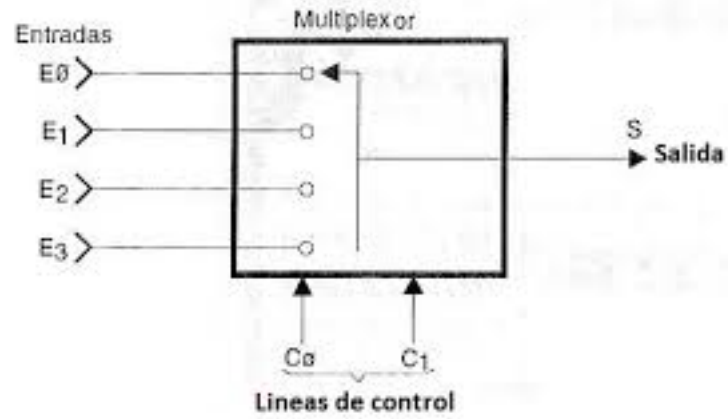 Multiplexor
Entradas
EØ
E1
E2
E3
S
Salida
CØ
C1
Lineas de control